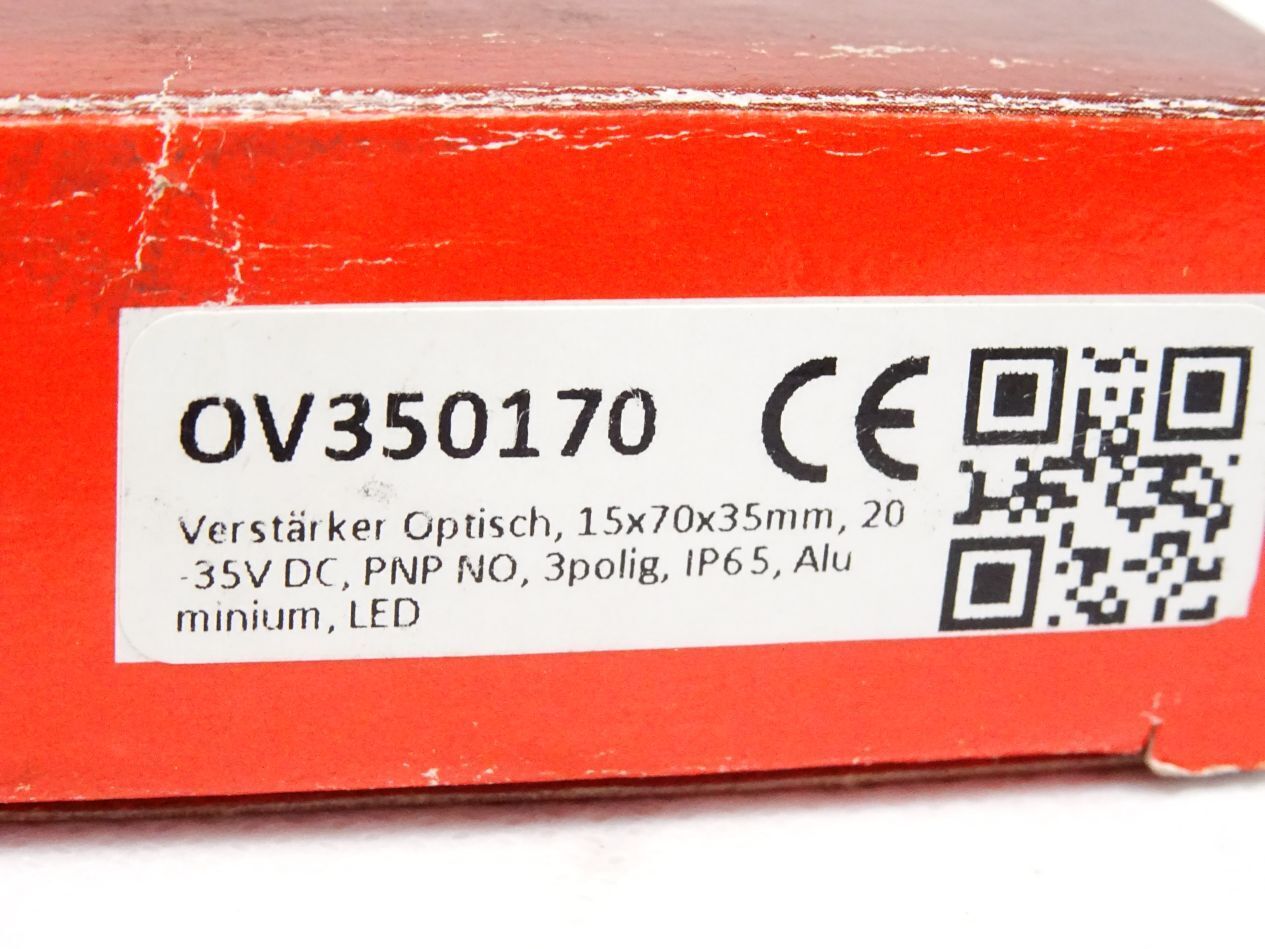 OV350170 CE
Verstärker Optisch, 15x70x35mm, 20
-35V DC, PNP NO, 3polig, IP65, Alu
minium, LED